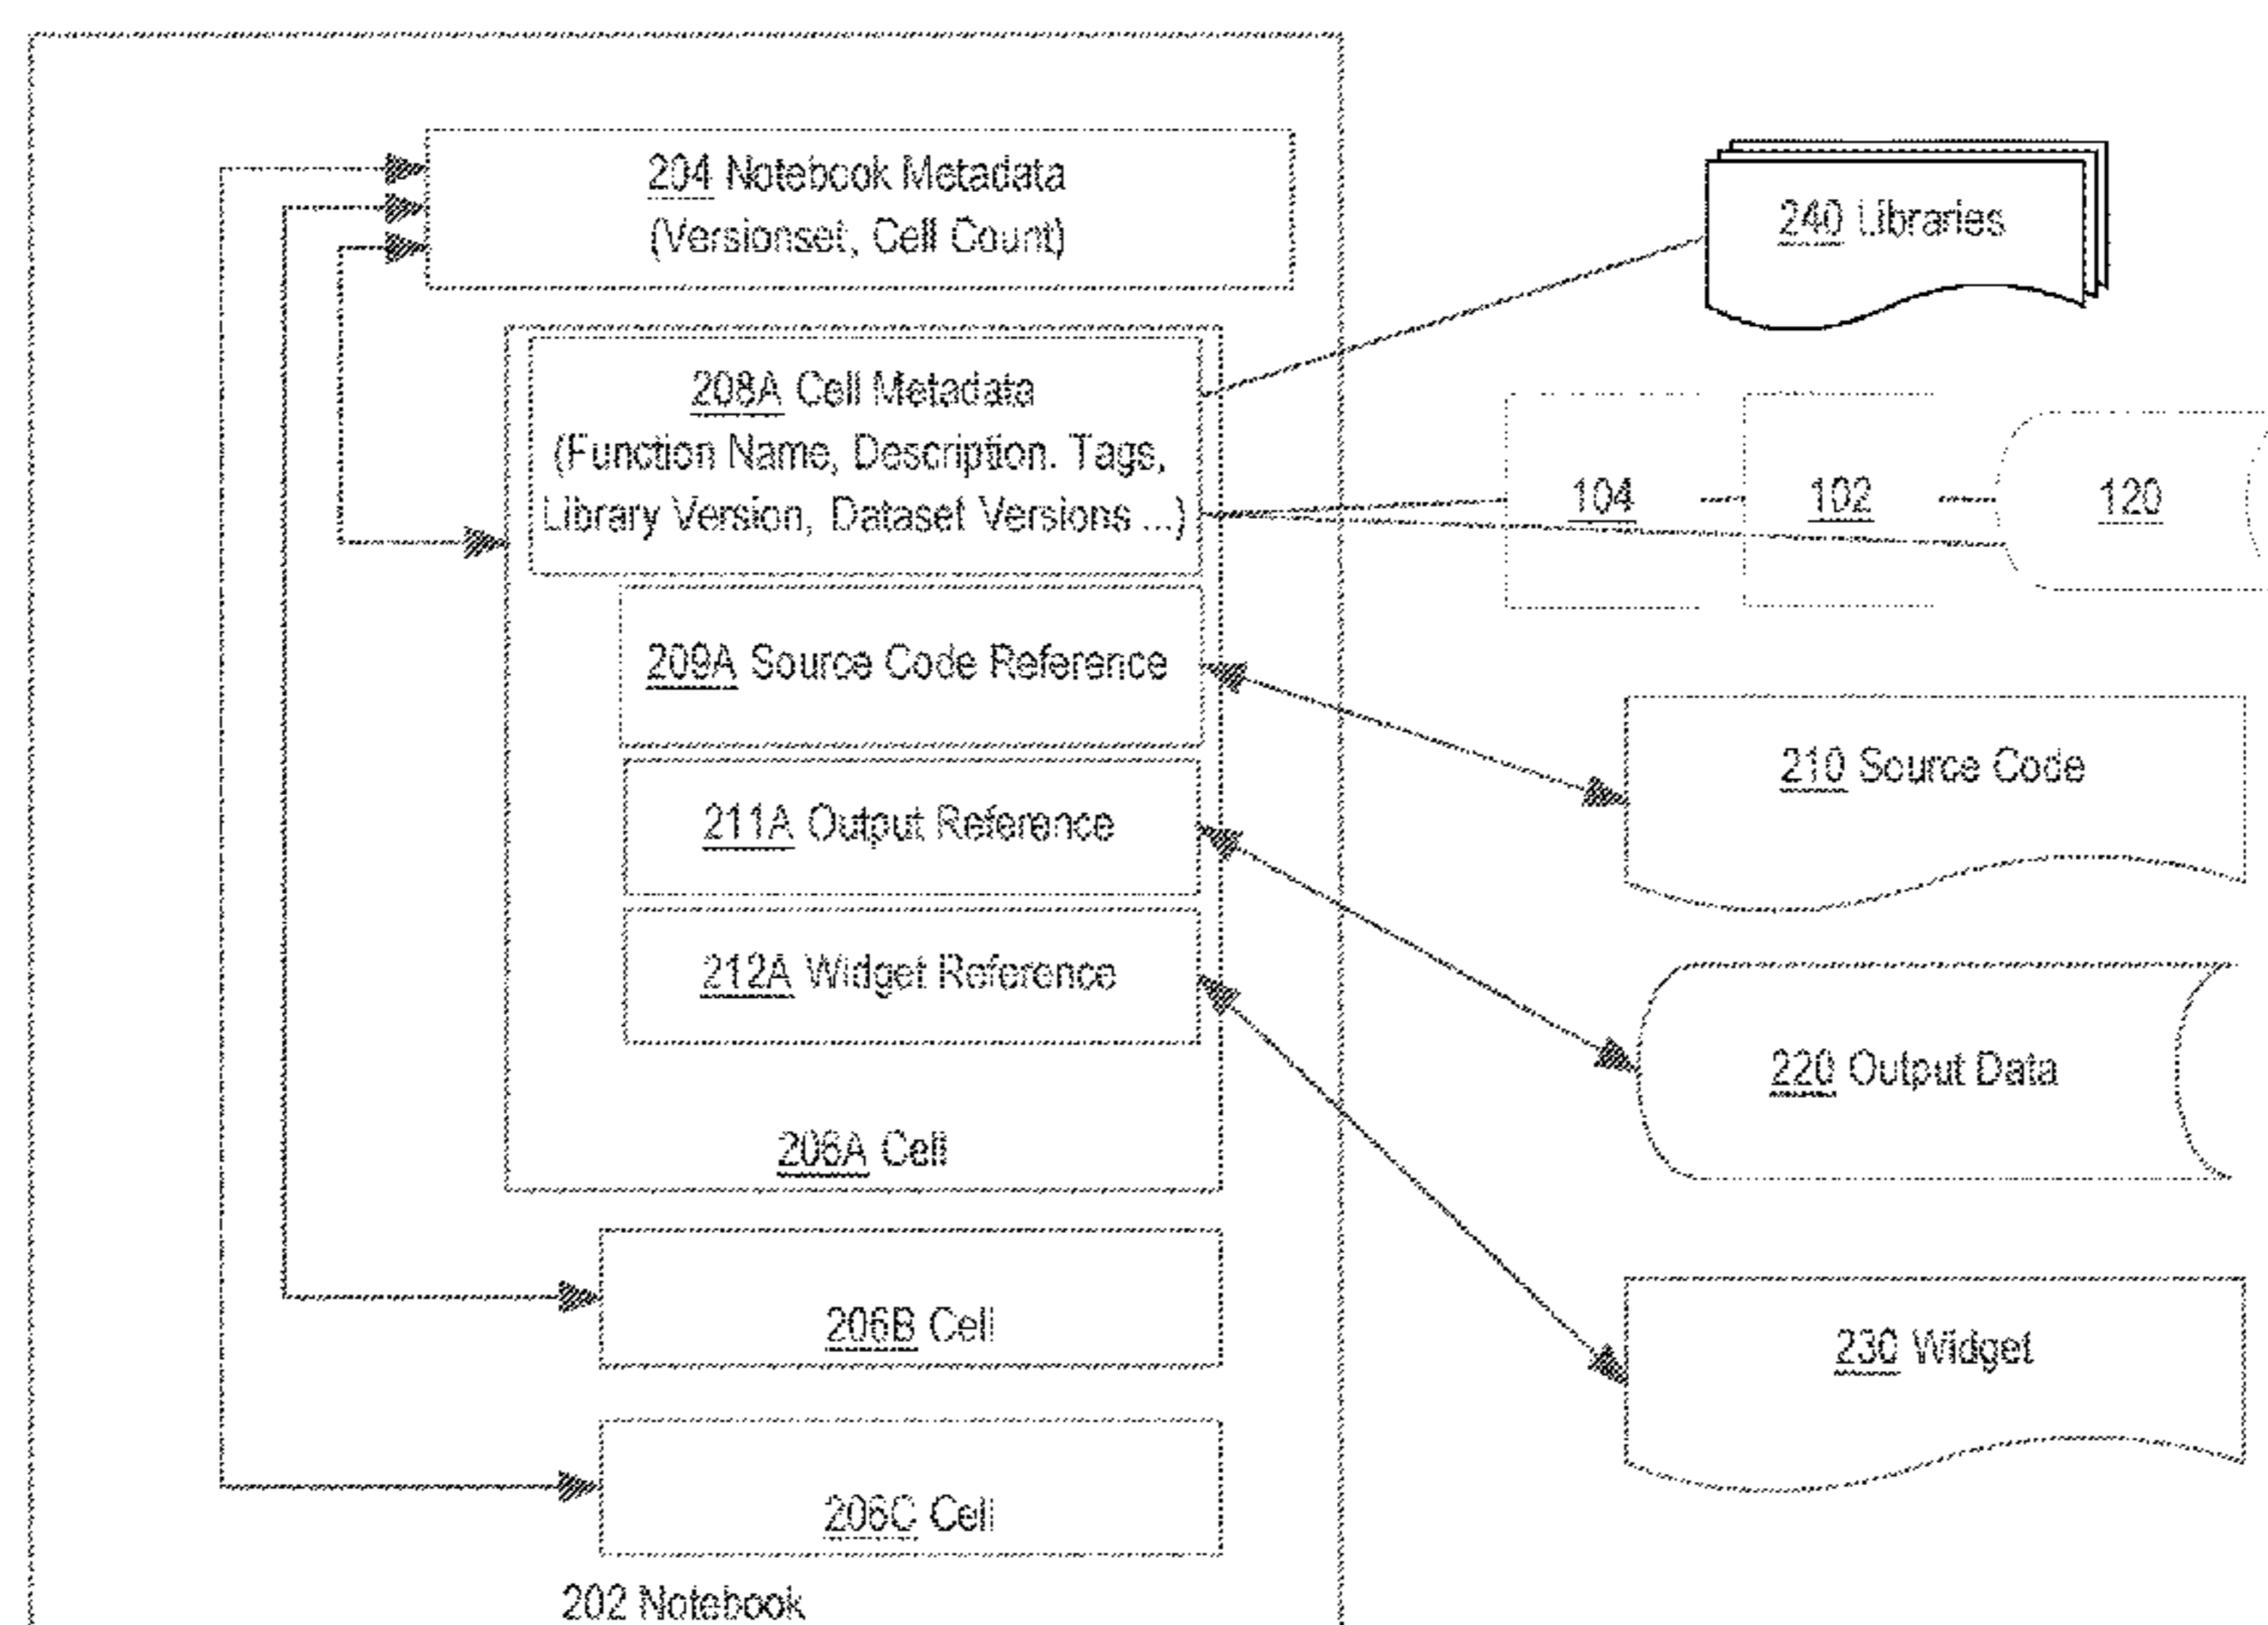 204 Notebook Metadata
(Versionset, Cell Count)
240 Libraries
208A Cell Metadata
(Function Name, Description. Tags,
Library Version, Dataset Versions ...)
104
102
120
209A Source Code Reference
210 Source Code
211A Output Reference
212A Widget Reference
220 Output Data
206A Cell
206B Cell
230 Widget
206C Cell
202 Notebook